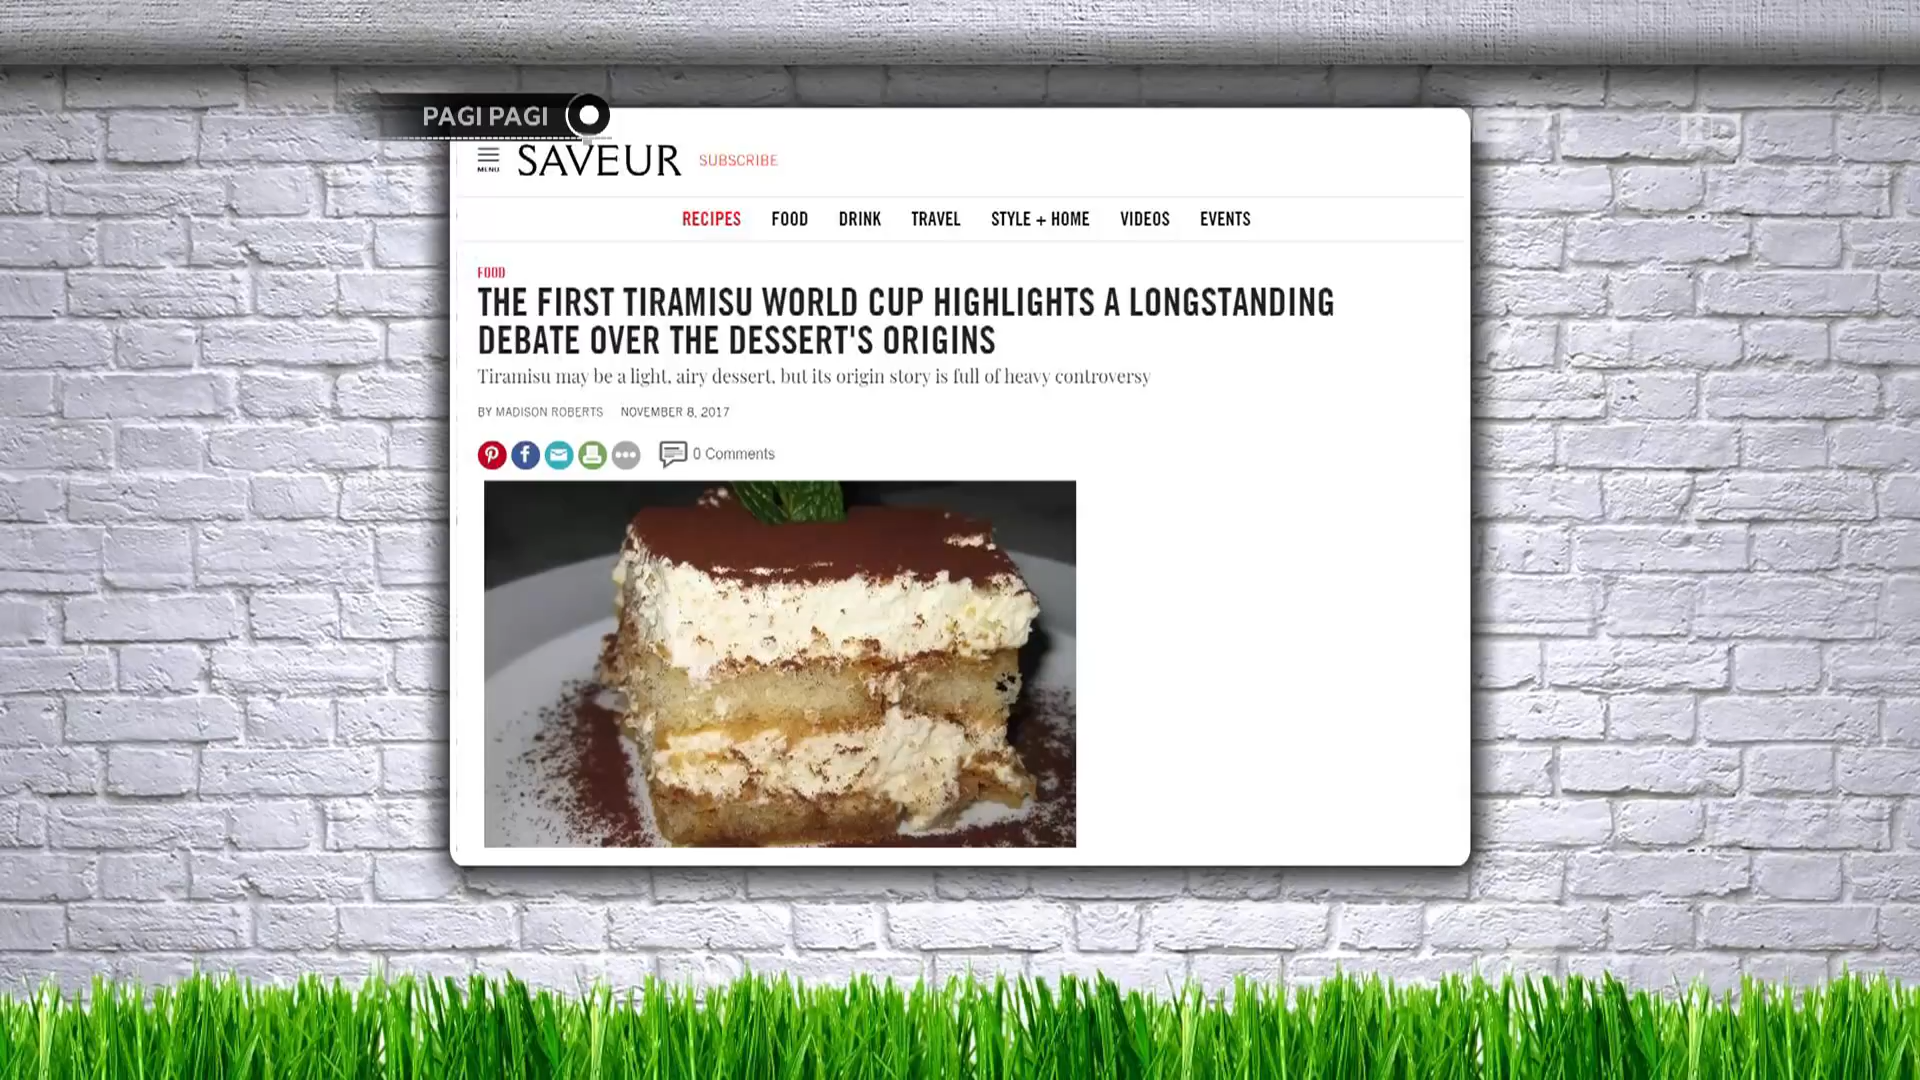 PAGI PAGI
MENU
SAVEUR
SUBSCRIBE
RECIPES FOOD DRINK TRAVEL STYLE + HOME VIDEOS EVENTS
FOOD
THE FIRST TIRAMISU WORLD CUP HIGHLIGHTS A LONGSTANDING
DEBATE OVER THE DESSERT'S ORIGINS
Tiramisu may be a light, airy dessert, but its origin story is full of heavy controversy
BY MADISON ROBERTS NOVEMBER 8, 2017
0 Comments